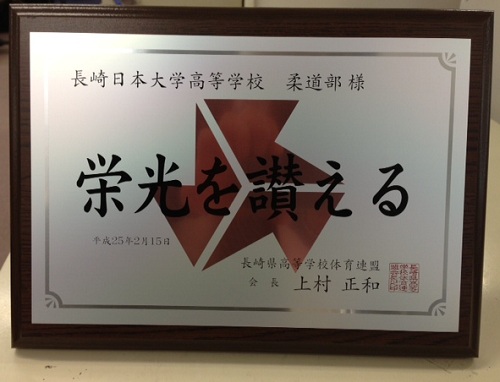 長崎日本大学高等学校　柔道部 様
栄光を讃える
平成25年2月15日
長崎県高等学校体育連盟
会 長　上村 正和